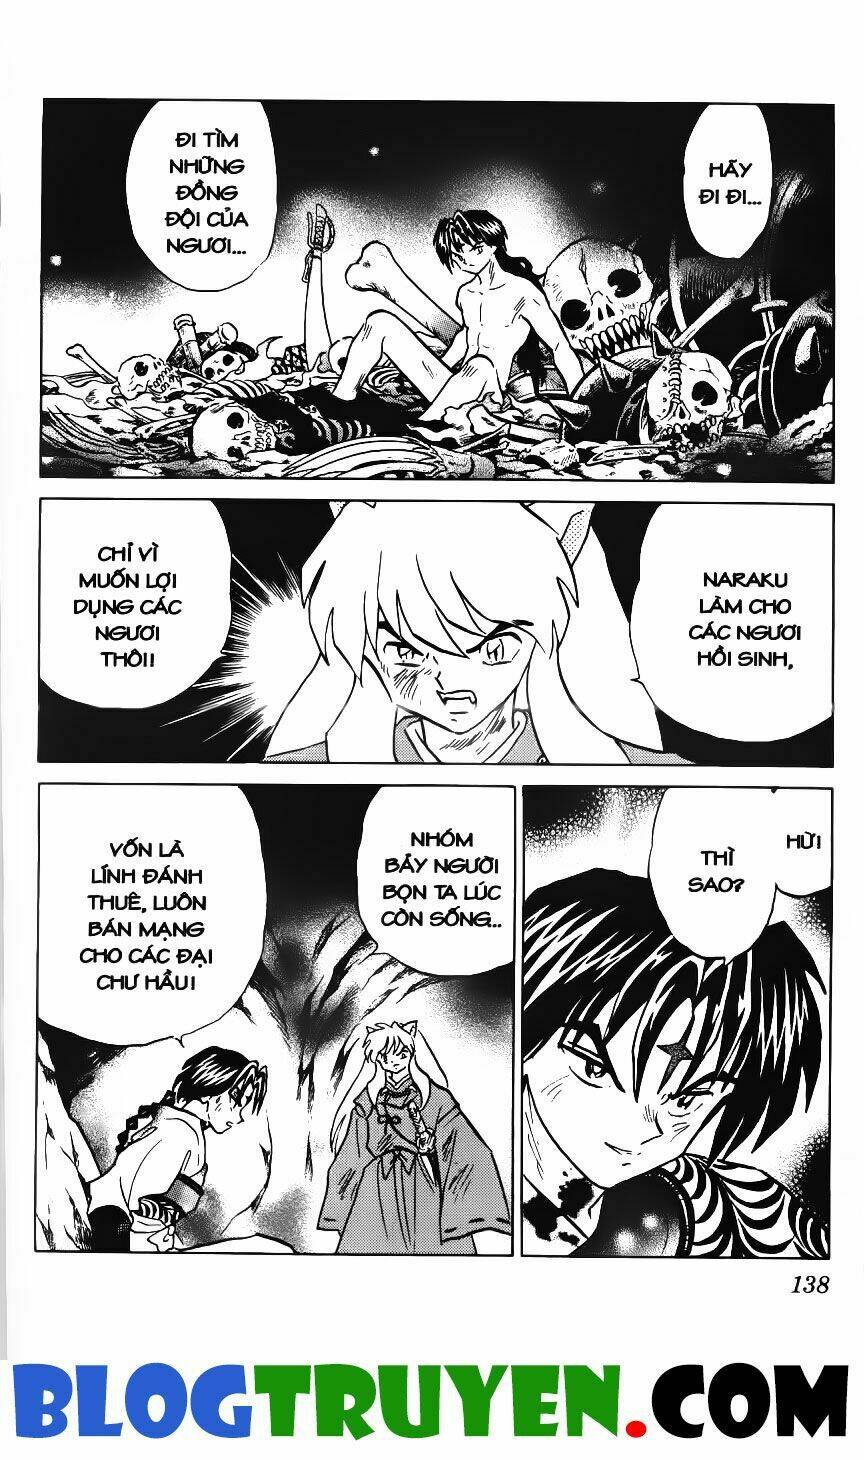 HÃY
ĐI ĐI...
ĐI TÌM
NHỮNG
ĐỒNG
ĐỘI CỦA
NGƯƠI...
NARAKU
LÀM CHO
CÁC NGƯƠI
HỒI SINH,
CHỈ VÌ
MUỐN LỢI
DỤNG CÁC
NGƯƠI
THÔI!
HỪ!
THÌ
SAO?
NHÓM
BẢY NGƯỜI
BỌN TA LÚC
CÒN SỐNG...
VỐN LÀ
LÍNH ĐÁNH
THUÊ, LUÔN
BÁN MẠNG
CHO CÁC ĐẠI
CHƯ HẦU!
138
BLOGTRUYEN.COM